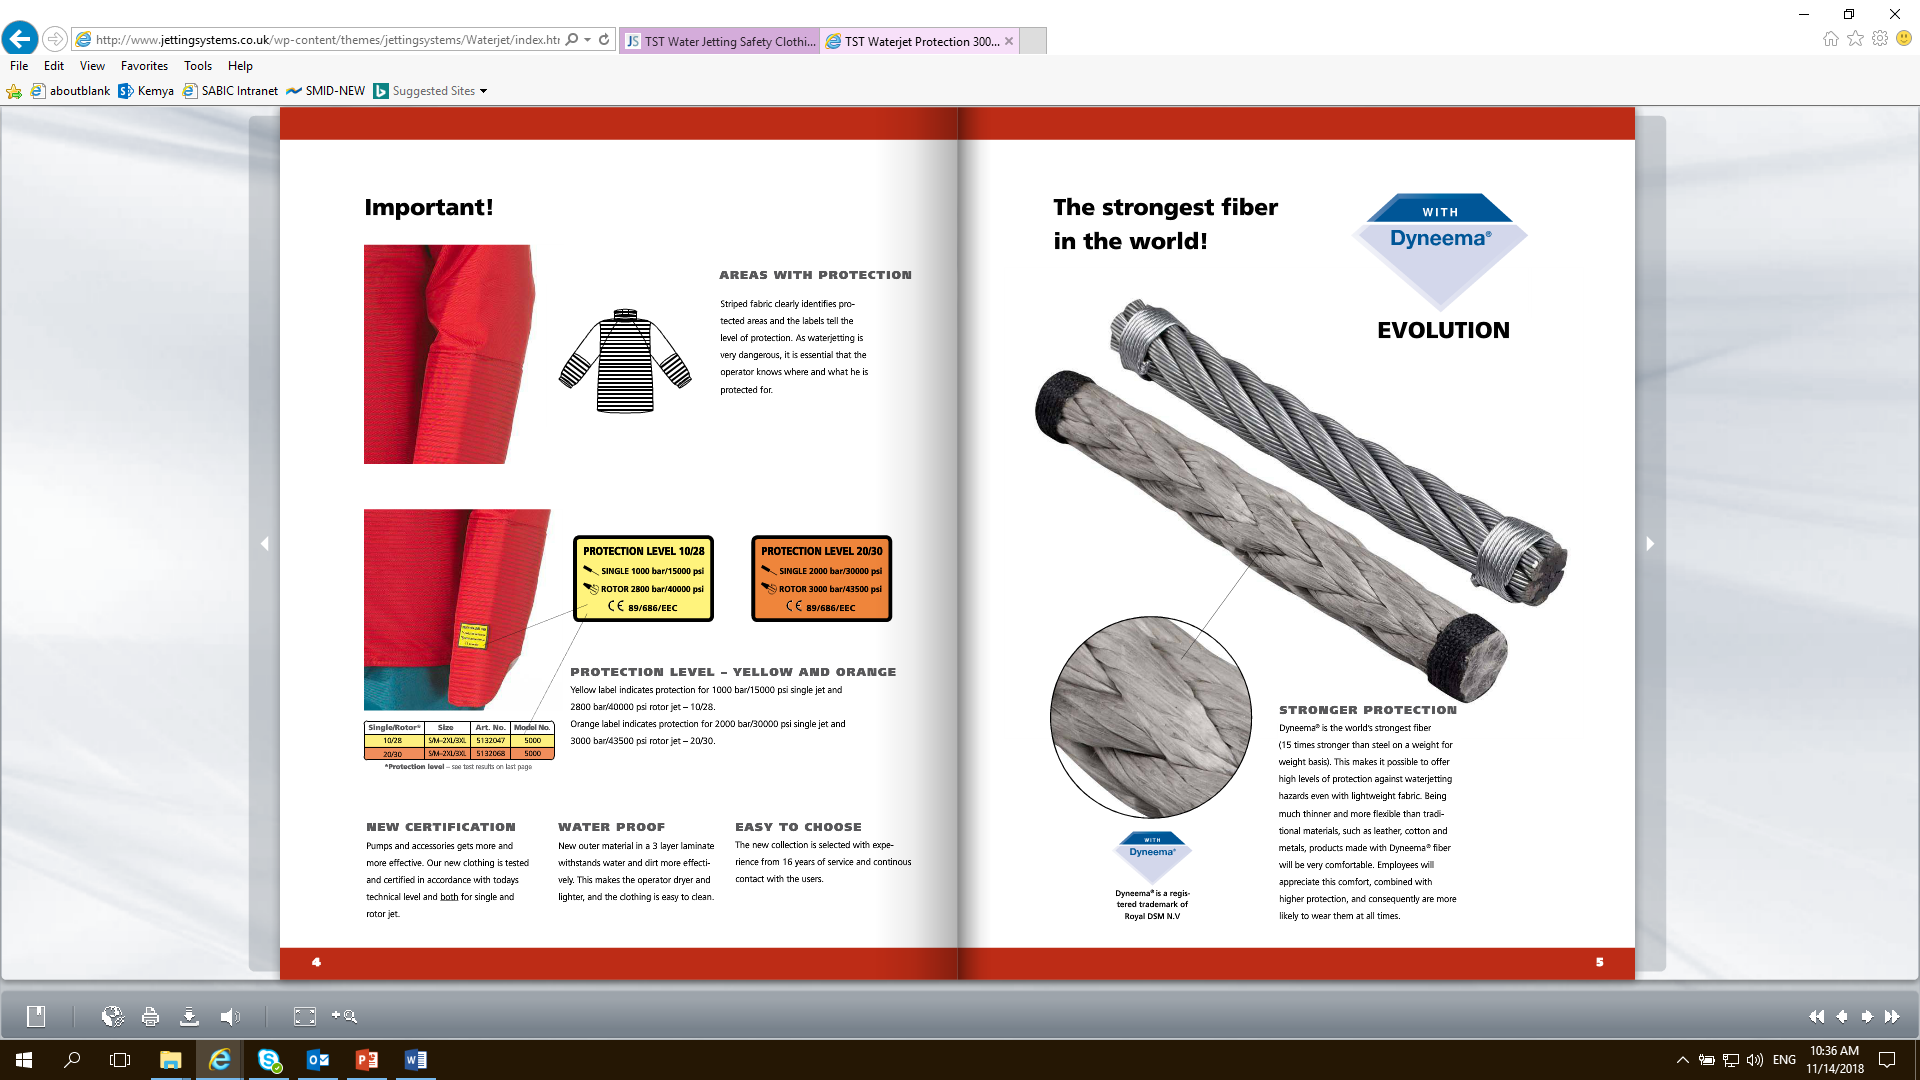 http://www.jettingsystems.co.uk/wp-content/themes/jettingsystems/Waterjet/index.htr
TST Water Jetting Safety Clothi...
TST Waterjet Protection 300...
File Edit View Favorites Tools Help
aboutblank Kemya SABIC Intranet SMID-NEW Suggested Sites
Important!
AREAS WITH PROTECTION
Striped fabric clearly identifies pro-
tected areas and the labels tell the
level of protection. As waterjetting is
very dangerous, it is essential that the
operator knows where and what he is
protected for.
PROTECTION LEVEL 10/28
SINGLE 1000 bar/15000 psi
ROTOR 2800 bar/40000 psi
CE 89/686/EEC
PROTECTION LEVEL 20/30
SINGLE 2000 bar/30000 psi
ROTOR 3000 bar/43500 psi
CE 89/686/EEC
PROTECTION LEVEL – YELLOW AND ORANGE
Yellow label indicates protection for 1000 bar/15000 psi single jet and
2800 bar/40000 psi rotor jet – 10/28.
Orange label indicates protection for 2000 bar/30000 psi single jet and
3000 bar/43500 psi rotor jet – 20/30.
Single/Rotor* Size Art. No. Model No.
10/28 S/M–2XL/3XL 5132047 5000
20/30 S/M–2XL/3XL 5132068 5000
*Protection level – see test results on last page
NEW CERTIFICATION
Pumps and accessories gets more and
more effective. Our new clothing is tested
and certified in accordance with todays
technical level and both for single and
rotor jet.
WATER PROOF
New outer material in a 3 layer laminate
withstands water and dirt more effecti-
vely. This makes the operator dryer and
lighter, and the clothing is easy to clean.
EASY TO CHOOSE
The new collection is selected with expe-
rience from 16 years of service and continous
contact with the users.
4
The strongest fiber
in the world!
WITH
Dyneema®
EVOLUTION
WITH
Dyneema®
Dyneema® is a regis-
tered trademark of
Royal DSM N.V
STRONGER PROTECTION
Dyneema® is the world's strongest fiber
(15 times stronger than steel on a weight for
weight basis). This makes it possible to offer
high levels of protection against waterjetting
hazards even with lightweight fabric. Being
much thinner and more flexible than tradi-
tional materials, such as leather, cotton and
metals, products made with Dyneema® fiber
will be very comfortable. Employees will
appreciate this comfort, combined with
higher protection, and consequently are more
likely to wear them at all times.
5
ENG
10:36 AM
11/14/2018